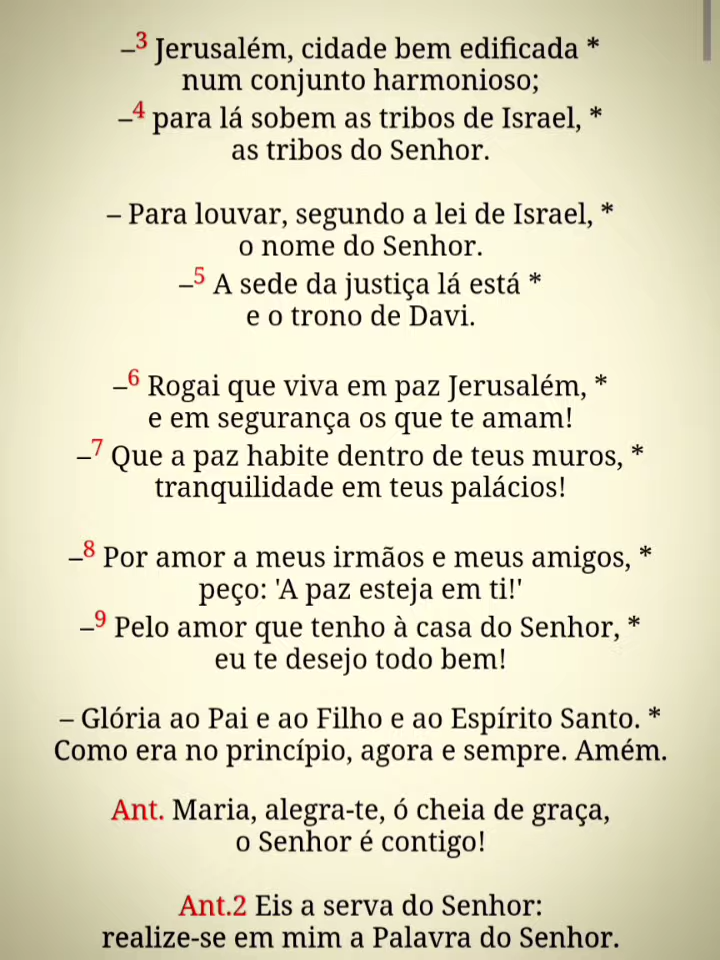 –3 Jerusalém, cidade bem edificada *
num conjunto harmonioso;
–4 para lá sobem as tribos de Israel, *
as tribos do Senhor.
– Para louvar, segundo a lei de Israel, *
o nome do Senhor.
–5 A sede da justiça lá está *
e o trono de Davi.
–6 Rogai que viva em paz Jerusalém, *
e em segurança os que te amam!
–7 Que a paz habite dentro de teus muros, *
tranquilidade em teus palácios!
–8 Por amor a meus irmãos e meus amigos, *
peço: 'A paz esteja em ti!'
–9 Pelo amor que tenho à casa do Senhor, *
eu te desejo todo bem!
– Glória ao Pai e ao Filho e ao Espírito Santo. *
Como era no princípio, agora e sempre. Amém.
Ant. Maria, alegra-te, ó cheia de graça,
o Senhor é contigo!
Ant.2 Eis a serva do Senhor:
realize-se em mim a Palavra do Senhor.